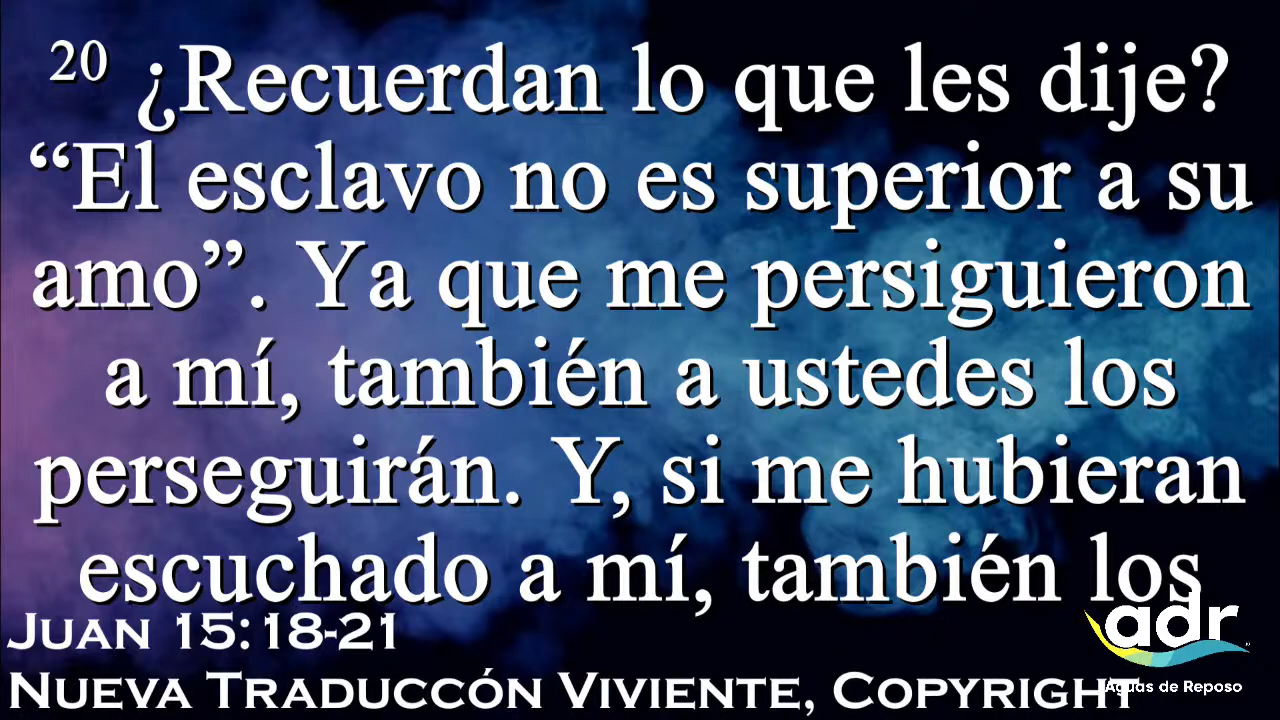 20 ¿Recuerdan lo que les dije?
“El esclavo no es superior a su
amo”. Ya que me persiguieron
a mí, también a ustedes los
perseguirán. Y, si me hubieran
escuchado a mí, también los
Juan 15:18-21
Nueva Traduccón Viviente, Copyright
adr
Aguas de Reposo